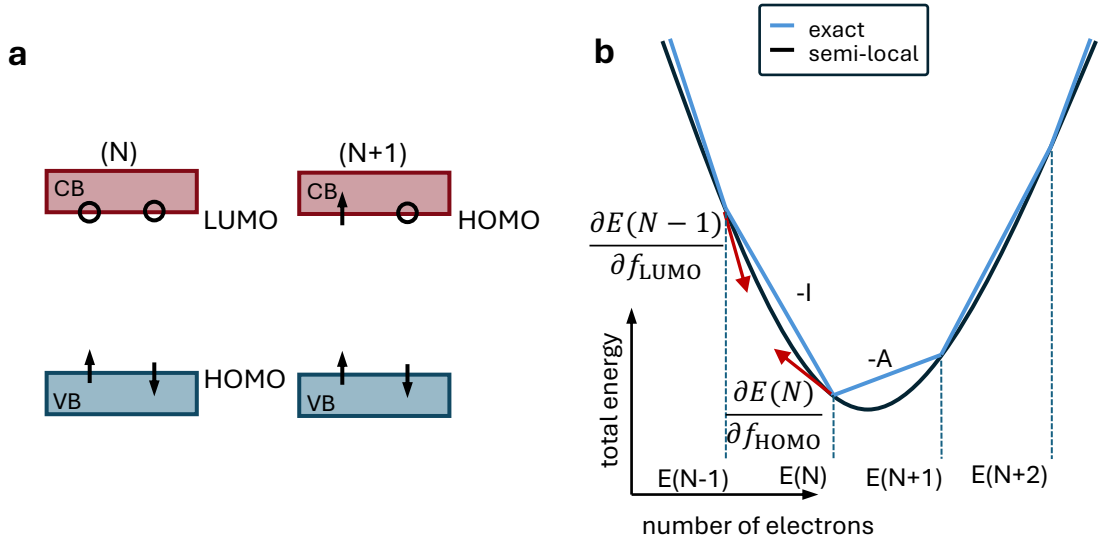 a
(N)
CB
LUMO
HOMO
VB
(N+1)
CB
HOMO
VB
b
exact
semi-local
∂E(N − 1)
∂f_LUMO
-I
-A
∂E(N)
∂f_HOMO
total energy
E(N-1)
E(N)
E(N+1)
E(N+2)
number of electrons